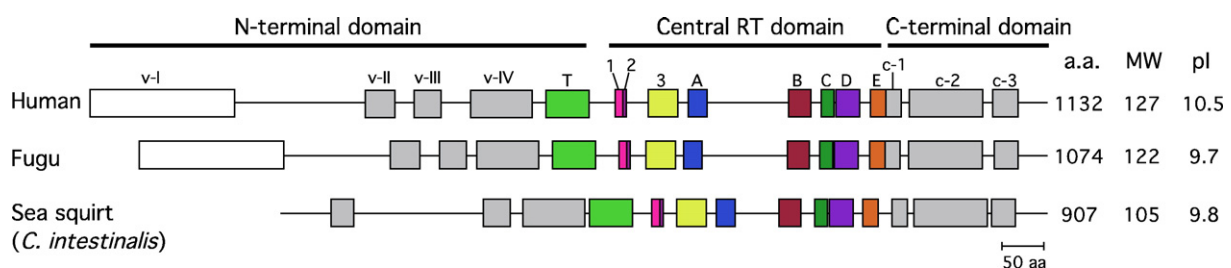 N-terminal domain Central RT domain C-terminal domain
a.a. MW pI
v-I v-II v-III v-IV T 1 2 3 A B C D E c-1 c-2 c-3
Human 1132 127 10.5
Fugu 1074 122 9.7
Sea squirt 907 105 9.8
(C. intestinalis)
50 aa